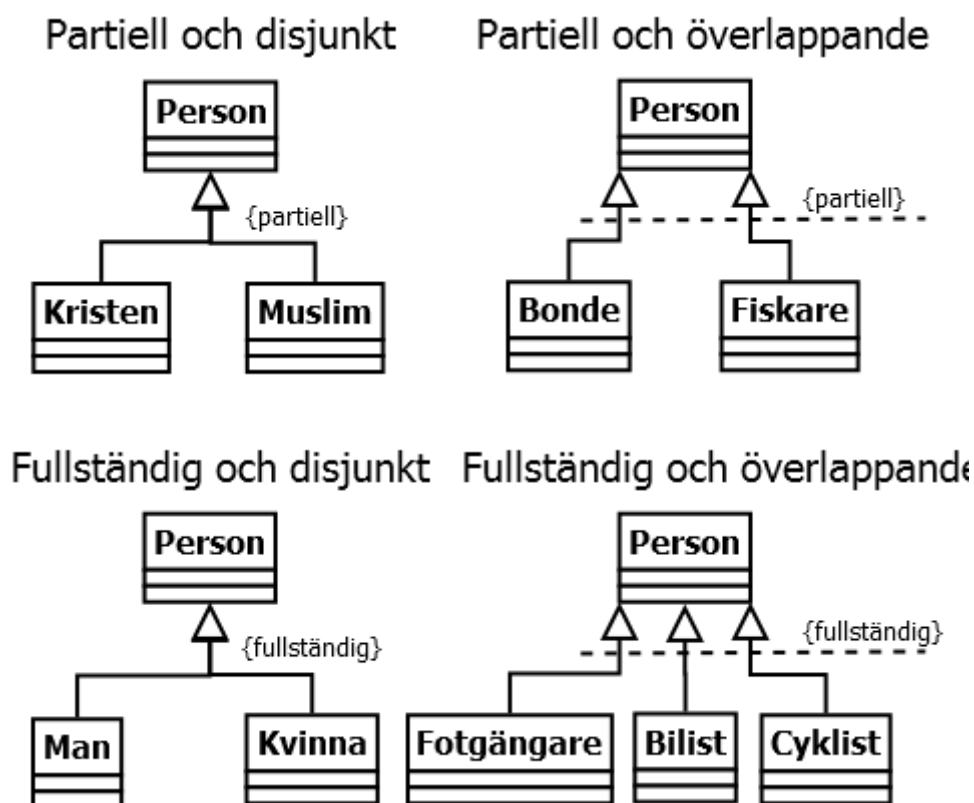 Partiell och disjunkt
Person
{partiell}
Kristen
Muslim
Partiell och överlappande
Person
{partiell}
Bonde
Fiskare
Fullständig och disjunkt
Person
{fullständig}
Man
Kvinna
Fullständig och överlappande
Person
{fullständig}
Fotgängare
Bilist
Cyklist